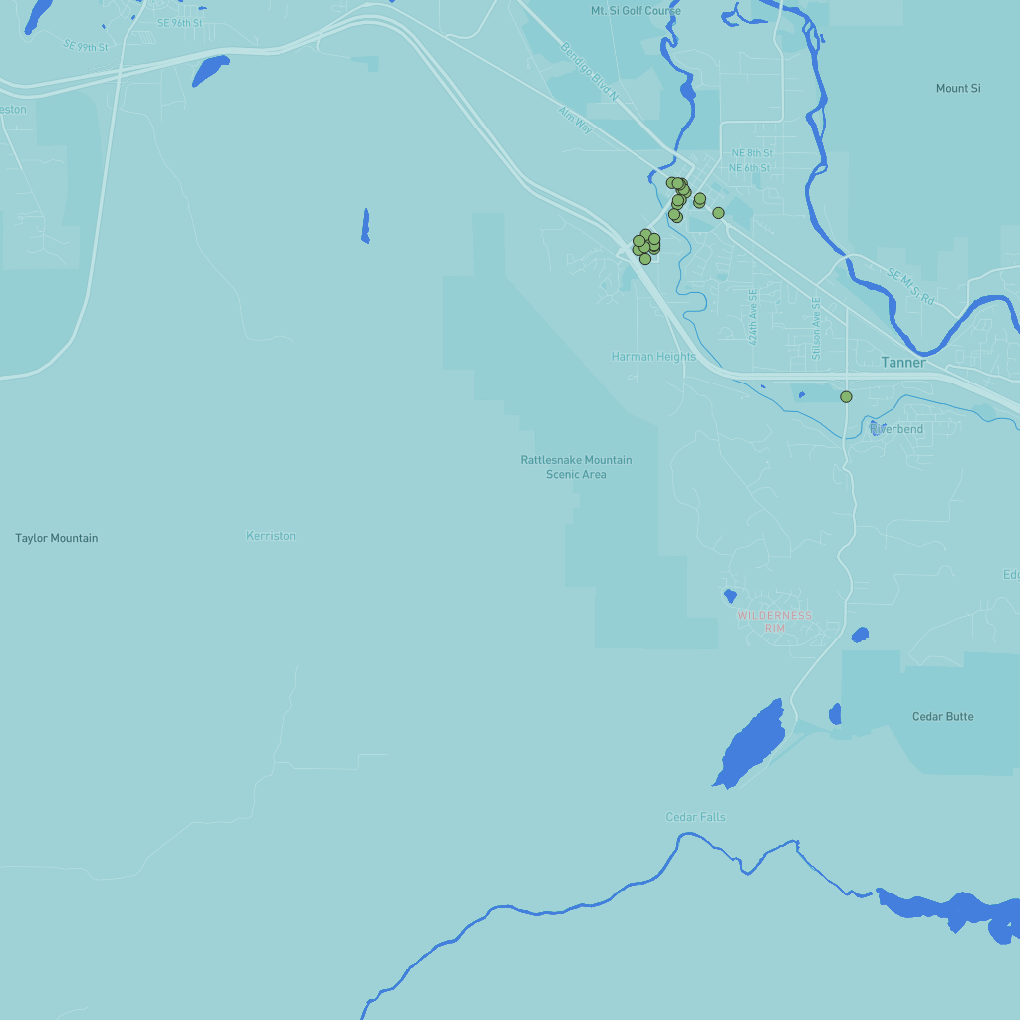 Mt. Si Golf Course
SE 96th St
SE 99th St
Bendigo Blvd N
Mount Si
eston
Alm Way
NE 8th St
NE 6th St
SE Mt Si Rd
424th Ave SE
Stilson Ave SE
Harman Heights
Tanner
Riverbend
Rattlesnake Mountain
Scenic Area
Taylor Mountain
Kerriston
Edg
WILDERNESS
RIM
Cedar Butte
Cedar Falls